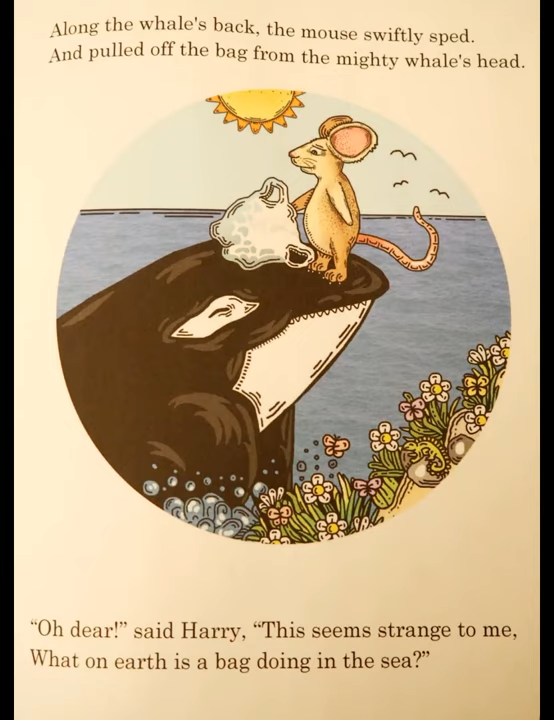 Along the whale's back, the mouse swiftly sped.
And pulled off the bag from the mighty whale's head.
“Oh dear!” said Harry, “This seems strange to me,
What on earth is a bag doing in the sea?”